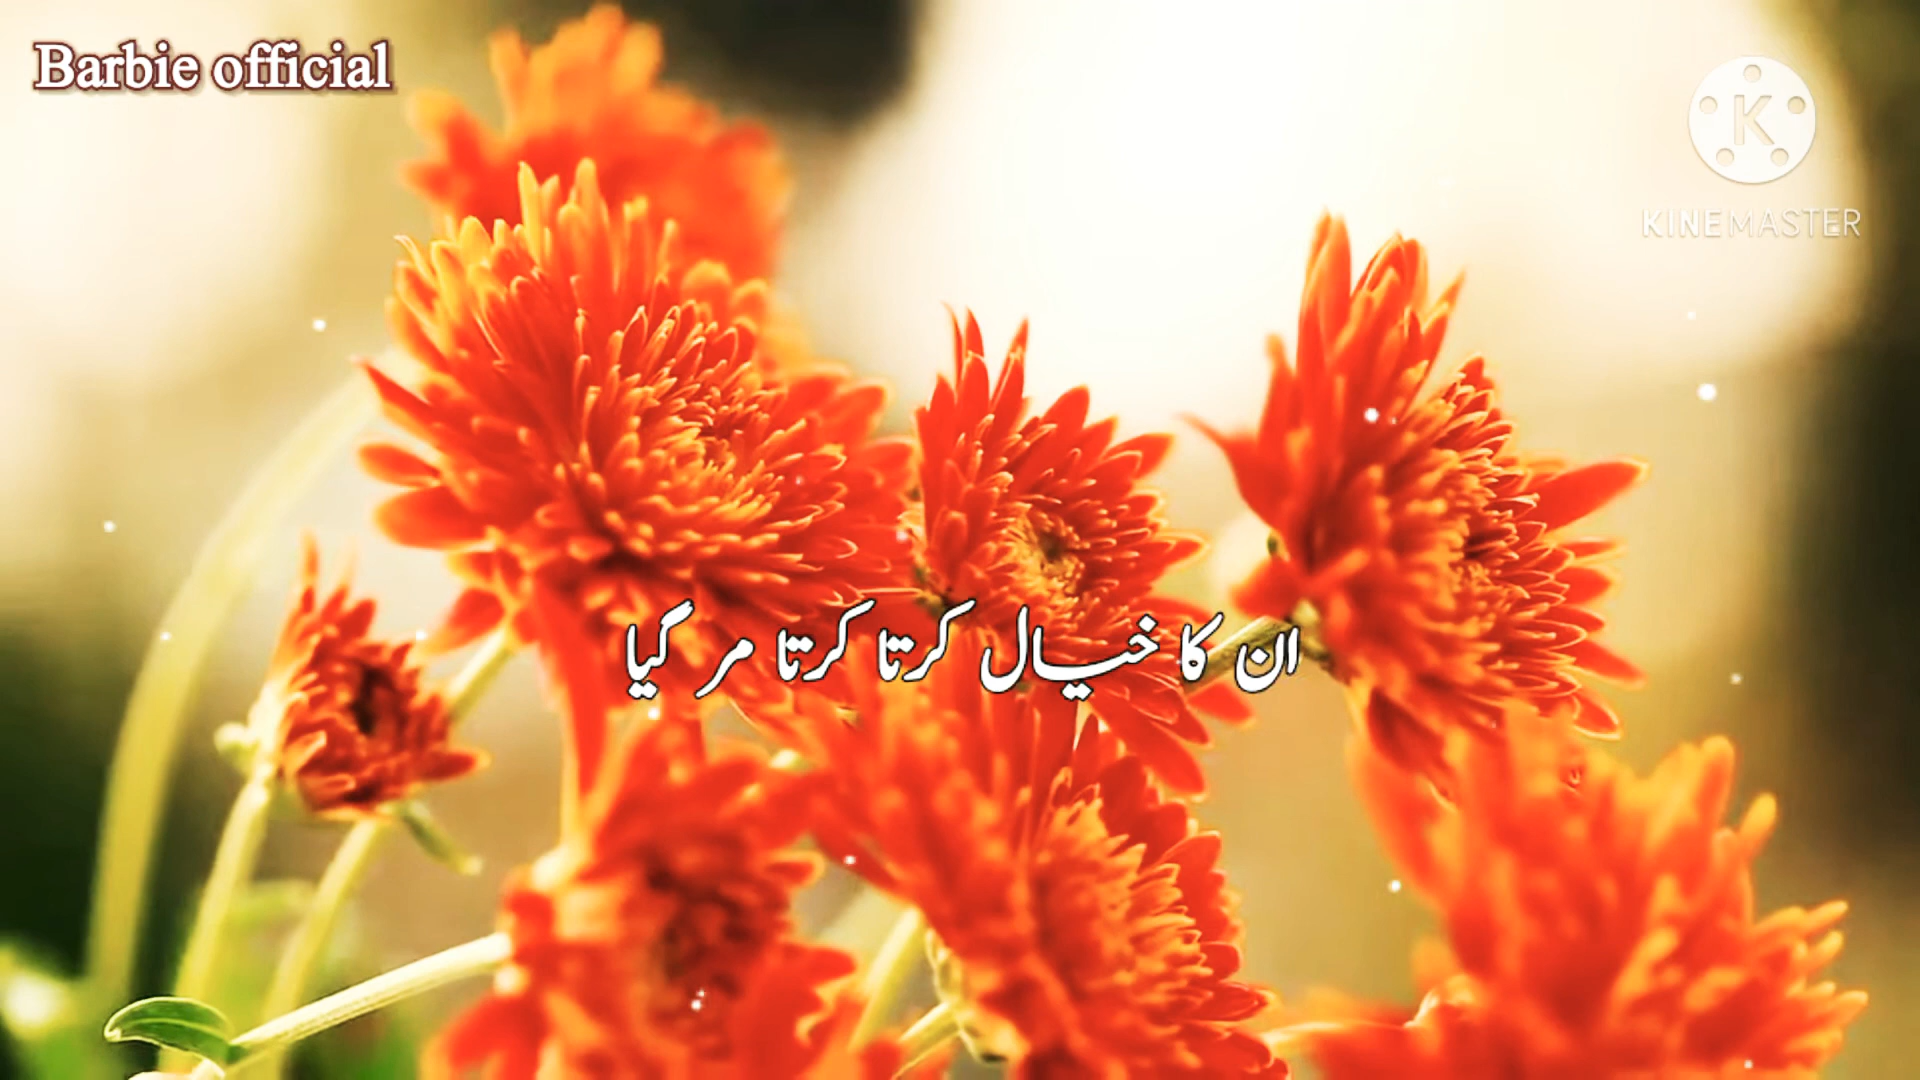 Barbie official
K
KINEMASTER
ان کا خیال کرتا کرتا مر گیا